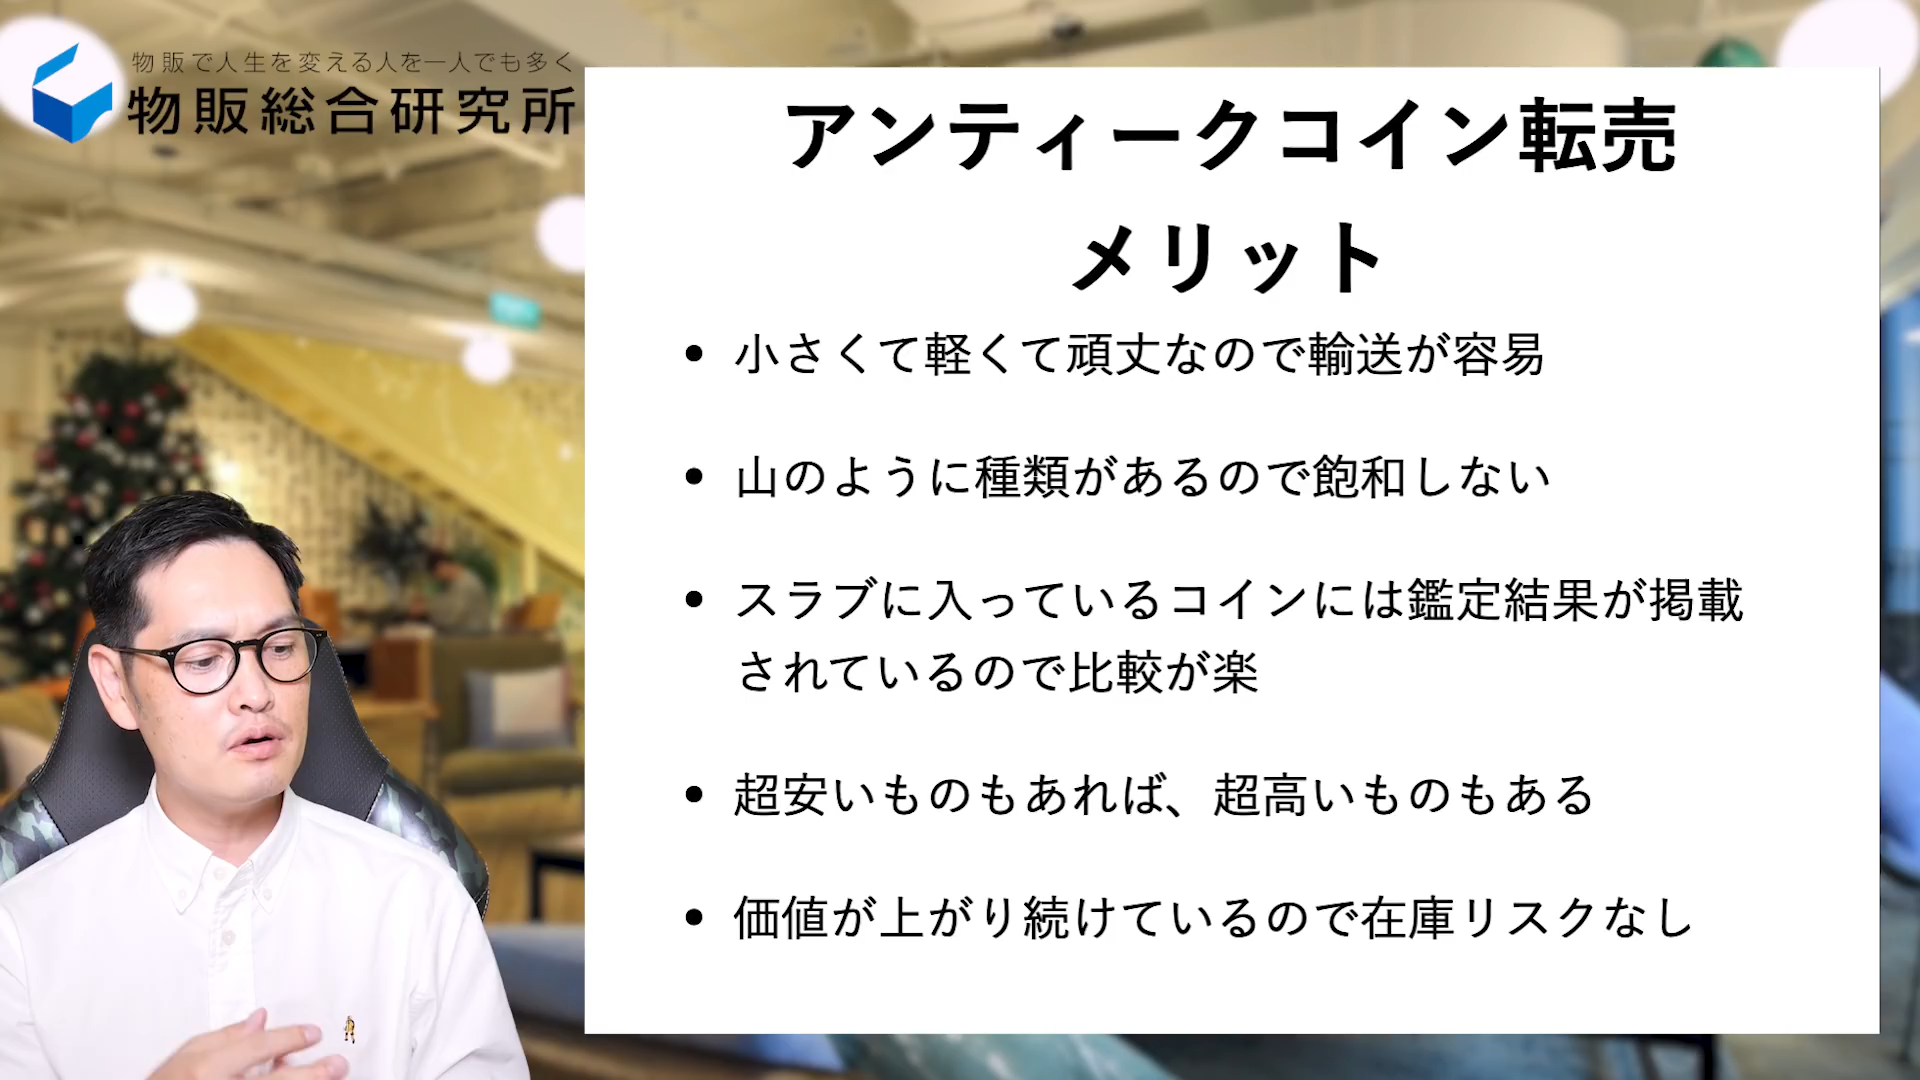 物販で人生を変える人を一人でも多く
物販総合研究所
アンティークコイン転売
メリット
• 小さくて軽くて頑丈なので輸送が容易
• 山のように種類があるので飽和しない
• スラブに入っているコインには鑑定結果が掲載
されているので比較が楽
• 超安いものもあれば、超高いものもある
• 価値が上がり続けているので在庫リスクなし